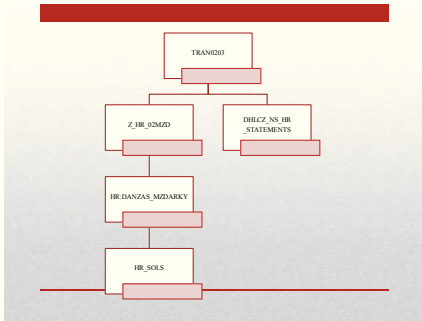 TRAN0203
Z_HR_02MZD
DHLCZ_NS_HR
_STATEMENTS
HR:DANZAS_MZDARKY
HR_SOLS